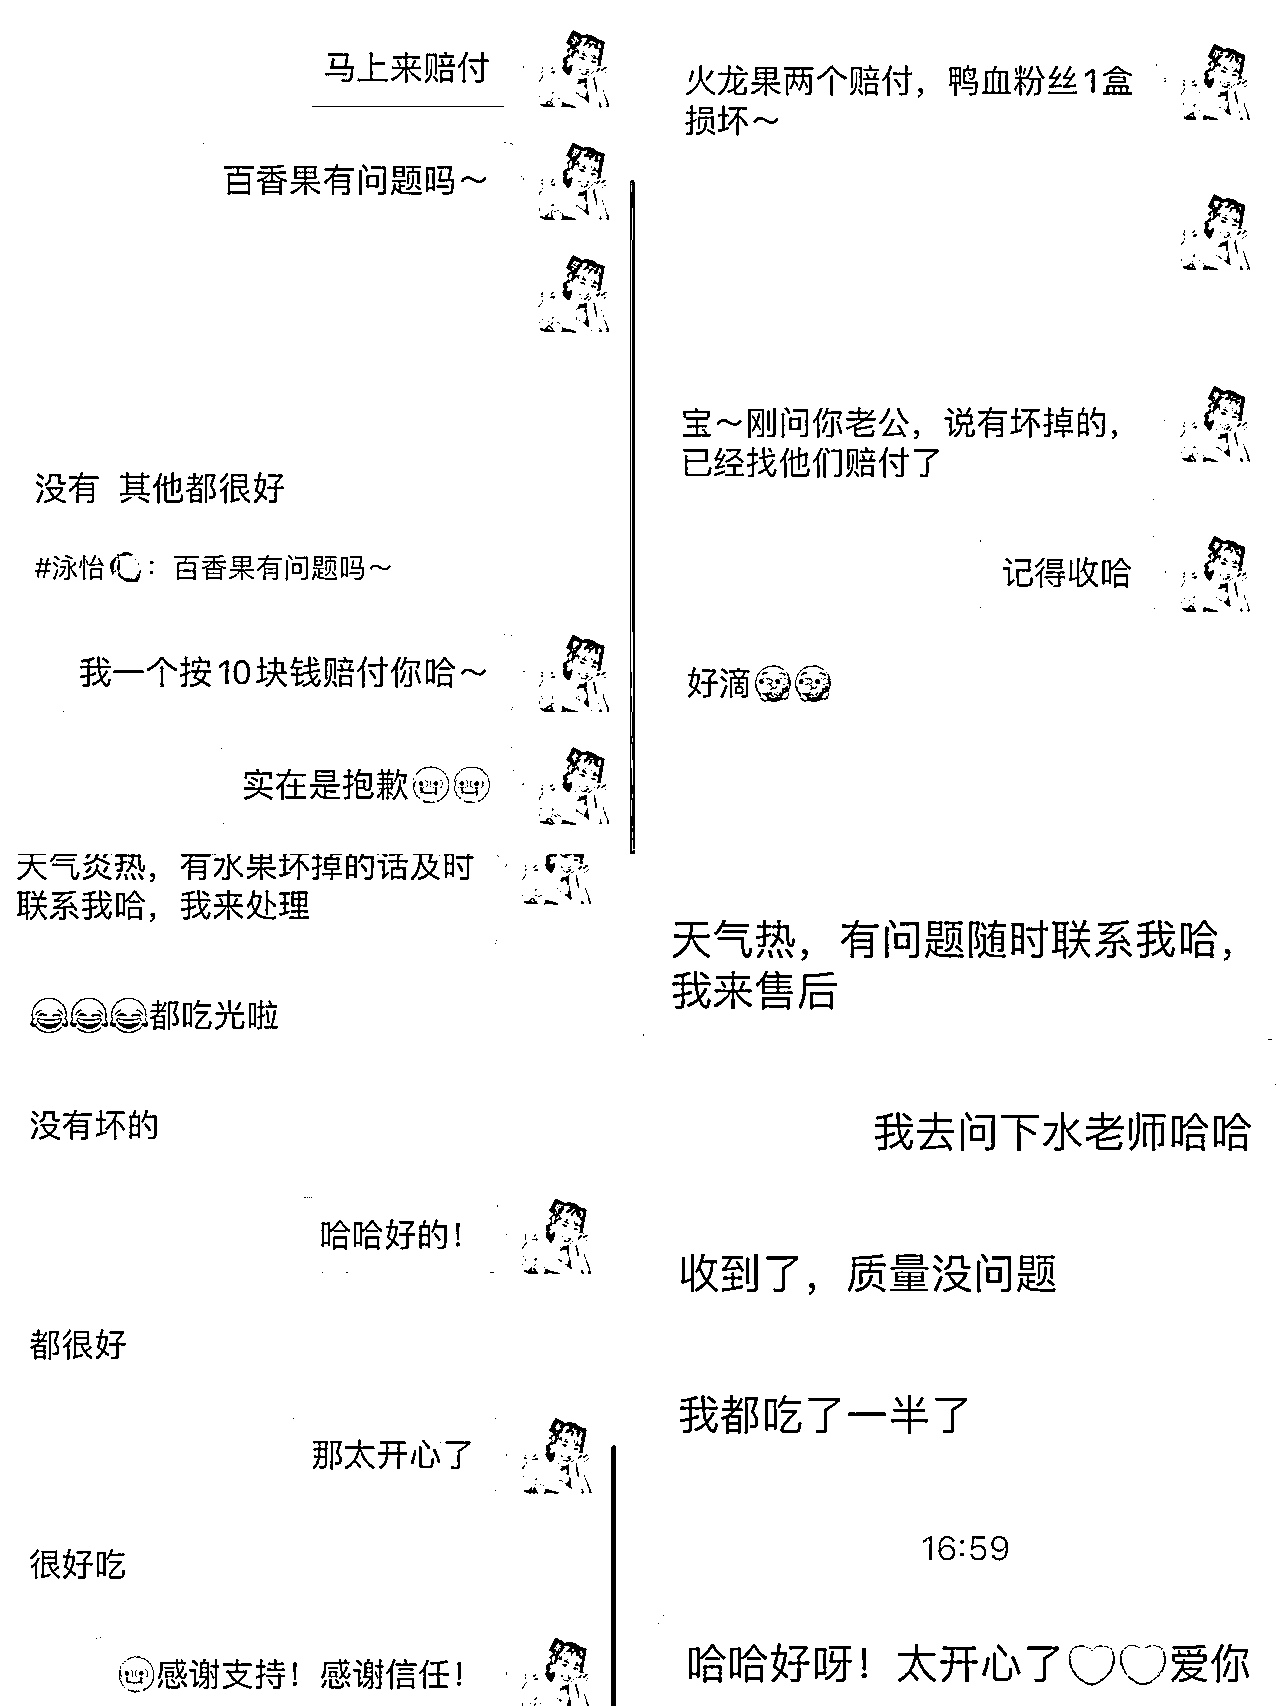 马上来赔付
百香果有问题吗～
没有 其他都很好
#泳怡🌙：百香果有问题吗～
我一个按10块钱赔付你哈～
实在是抱歉
火龙果两个赔付，鸭血粉丝1盒
损坏～
宝～刚问你老公，说有坏掉的，
已经找他们赔付了
记得收哈
好滴
天气炎热，有水果坏掉的话及时
联系我哈，我来处理
😂😂😂都吃光啦
没有坏的
哈哈好的！
都很好
那太开心了
很好吃
感谢支持！感谢信任！
天气热，有问题随时联系我哈，
我来售后
我去问下水老师哈哈
收到了，质量没问题
我都吃了一半了
16:59
哈哈好呀！太开心了♡♡爱你